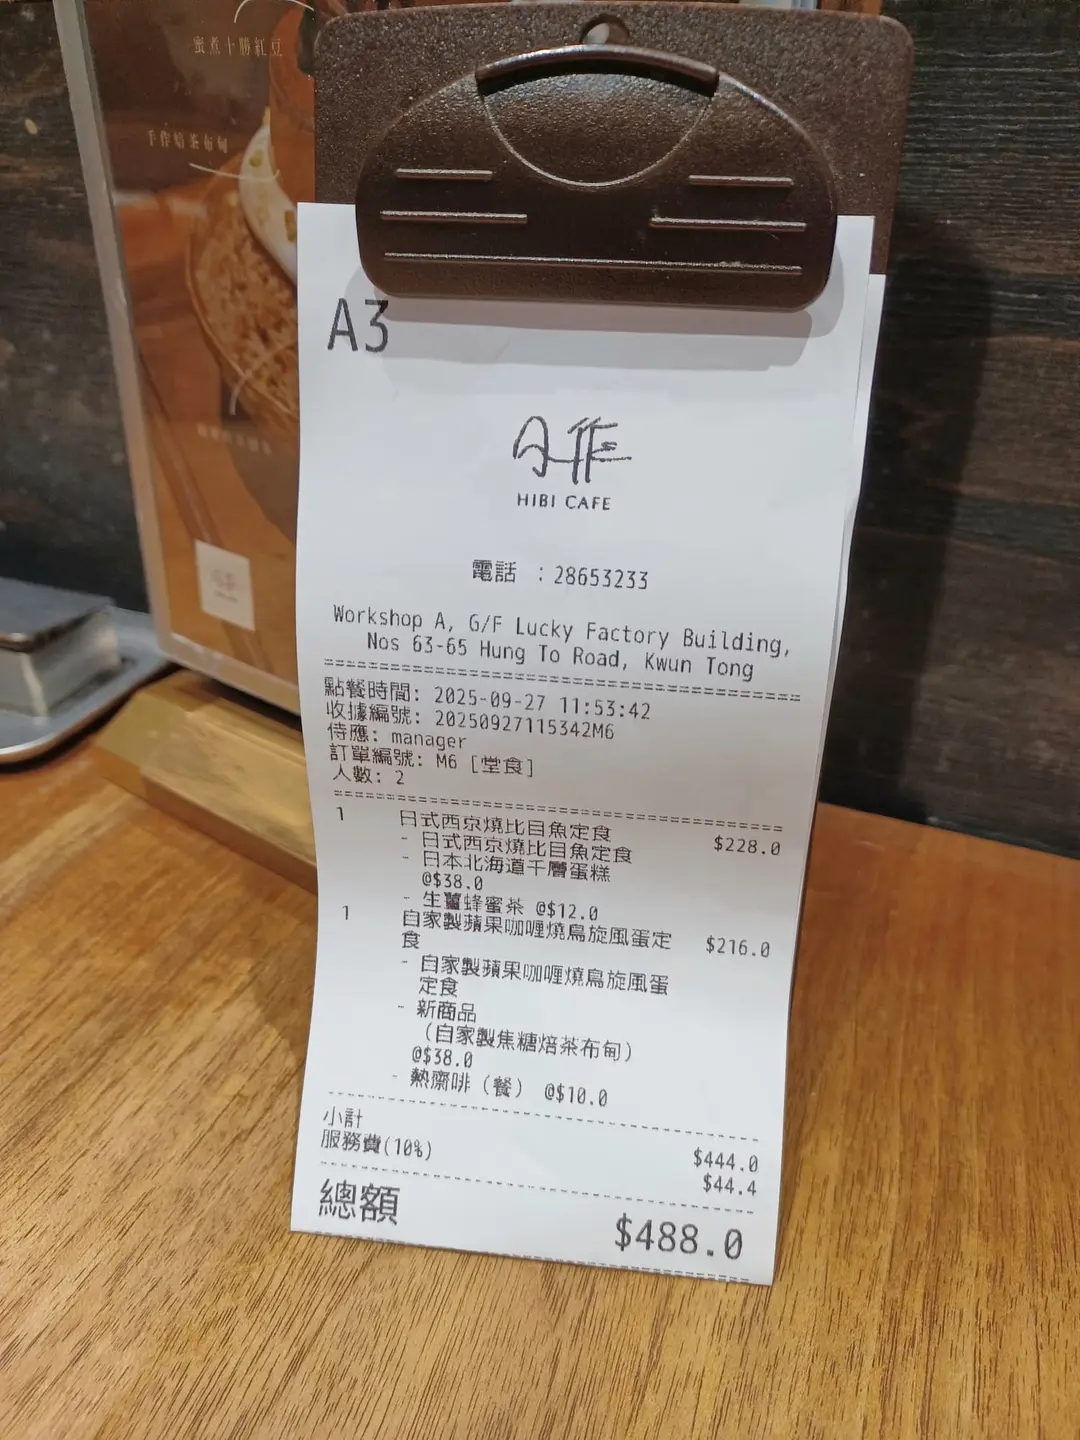 蜜煮十勝紅豆
手作焙茶布甸
A3
HIBI CAFE
電話 :28653233
Workshop A, G/F Lucky Factory Building,
Nos 63-65 Hung To Road, Kwun Tong
點餐時間: 2025-09-27 11:53:42
收據編號: 20250927115342M6
侍應: manager
訂單編號: M6 [堂食]
人數: 2
1 日式西京燒比目魚定食 $228.0
- 日式西京燒比目魚定食
- 日本北海道千層蛋糕
@$38.0
- 生薑蜂蜜茶 @$12.0
1 自家製蘋果咖喱燒鳥旋風蛋定 $216.0
食
- 自家製蘋果咖喱燒鳥旋風蛋
定食
- 新商品
（自家製焦糖焙茶布甸）
@$38.0
- 熱齋啡（餐） @$10.0
小計 $444.0
服務費(10%) $44.4
總額 $488.0